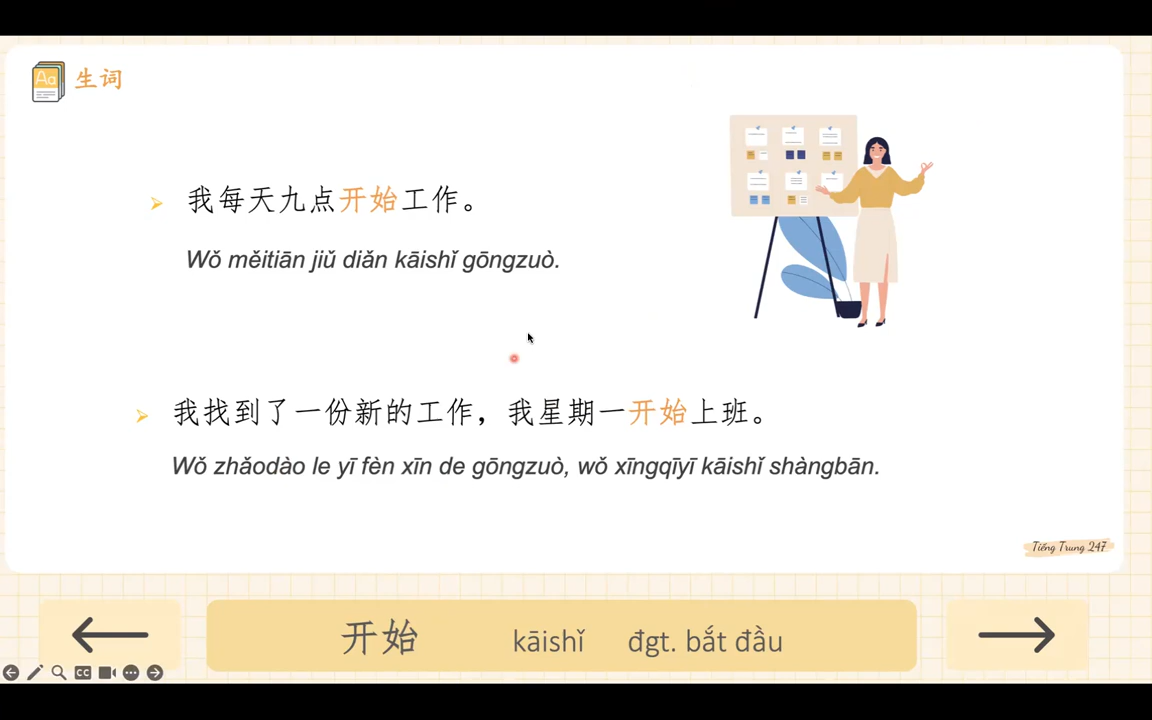 Aa 生词
我每天九点开始工作。
Wǒ měitiān jiǔ diǎn kāishǐ gōngzuò.
我找到了一份新的工作，我星期一开始上班。
Wǒ zhǎodào le yī fèn xīn de gōngzuò, wǒ xīngqīyī kāishǐ shàngbān.
Tiếng Trung 247
开始 kāishǐ đgt. bắt đầu
CC